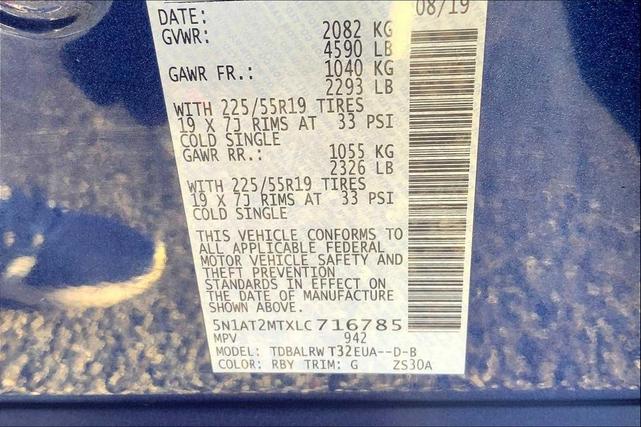 DATE: 08/19
GVWR: 2082 KG
4590 LB
GAWR FR.: 1040 KG
2293 LB
WITH 225/55R19 TIRES
19 X 7J RIMS AT 33 PSI
COLD SINGLE
GAWR RR.: 1055 KG
2326 LB
WITH 225/55R19 TIRES
19 X 7J RIMS AT 33 PSI
COLD SINGLE
THIS VEHICLE CONFORMS TO
ALL APPLICABLE FEDERAL
MOTOR VEHICLE SAFETY AND
THEFT PREVENTION
STANDARDS IN EFFECT ON
THE DATE OF MANUFACTURE
SHOWN ABOVE.
5N1AT2MTXLC716785
MPV 942
MODEL: TDBALRW T32EUA--D-B
COLOR: RBY TRIM: G ZS30A